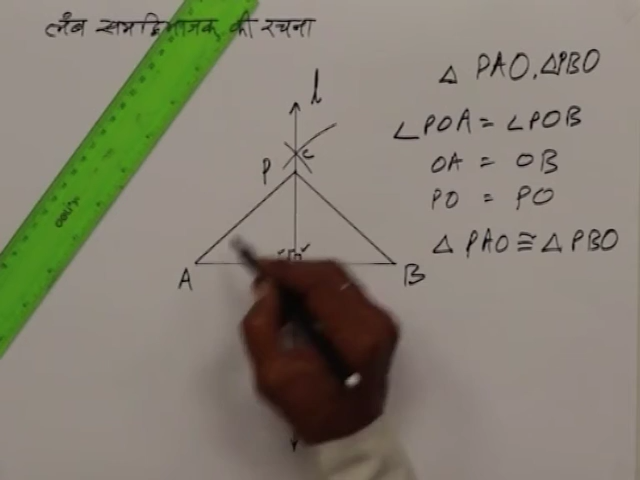 लंब समद्विभाजक की रचना
△ PAO, △PBO
l
∠POA = ∠POB
c
OA = OB
P
PO = PO
△ PAO ≅ △ PBO
A
B